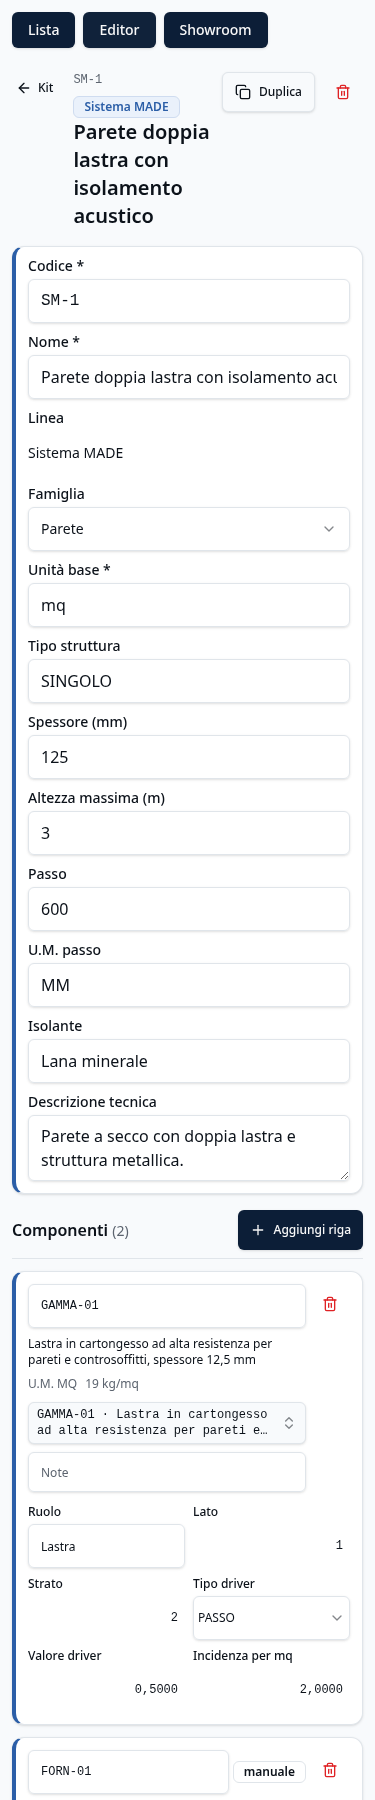 Lista
Editor
Showroom
Kit
SM-1
Sistema MADE
Parete doppia
lastra con
isolamento
acustico
Duplica
Codice *
SM-1
Nome *
Parete doppia lastra con isolamento acu
Linea
Sistema MADE
Famiglia
Parete
Unità base *
mq
Tipo struttura
SINGOLO
Spessore (mm)
125
Altezza massima (m)
3
Passo
600
U.M. passo
MM
Isolante
Lana minerale
Descrizione tecnica
Parete a secco con doppia lastra e
struttura metallica.
Componenti (2)
Aggiungi riga
GAMMA-01
Lastra in cartongesso ad alta resistenza per
pareti e controsoffitti, spessore 12,5 mm
U.M. MQ 19 kg/mq
GAMMA-01 · Lastra in cartongesso
ad alta resistenza per pareti e…
Note
Ruolo
Lato
Lastra
1
Strato
Tipo driver
2
PASSO
Valore driver
Incidenza per mq
0,5000
2,0000
FORN-01
manuale